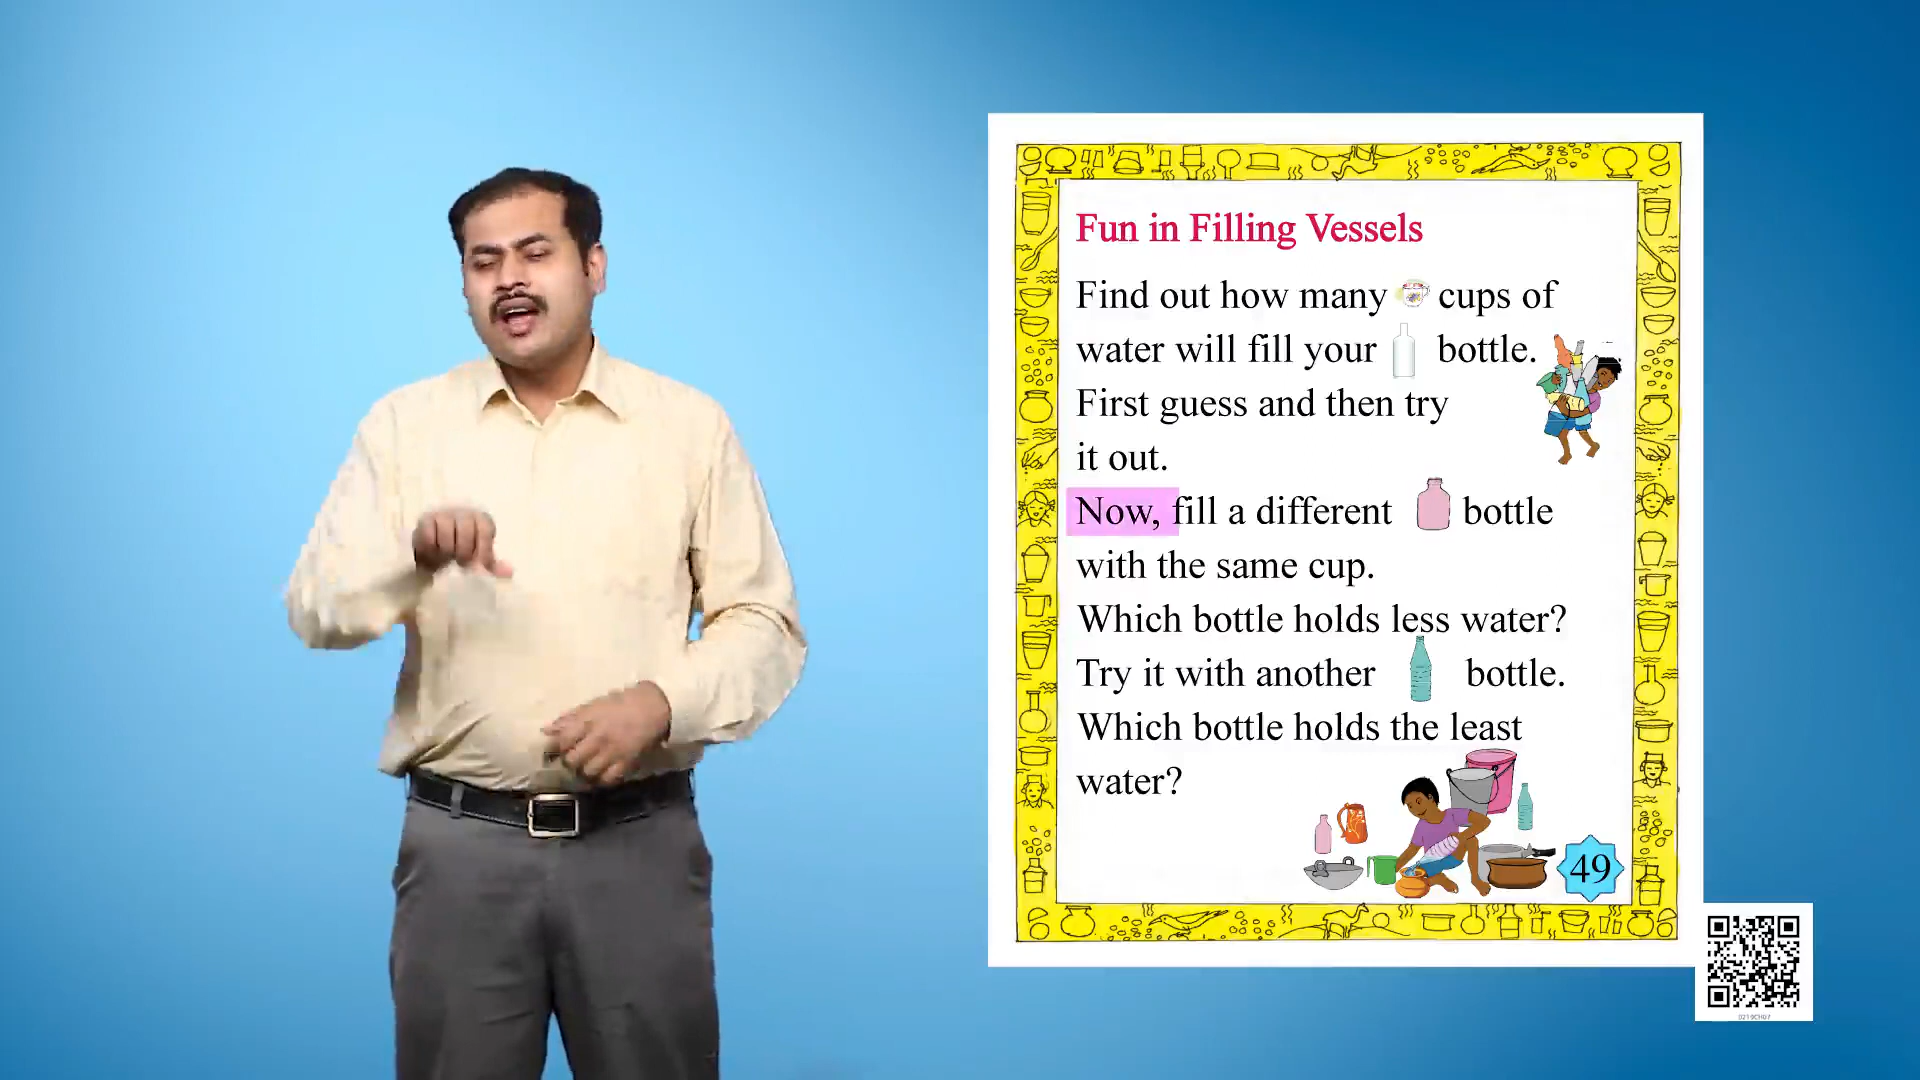 Fun in Filling Vessels
Find out how many cups of
water will fill your bottle.
First guess and then try
it out.
Now, fill a different bottle
with the same cup.
Which bottle holds less water?
Try it with another bottle.
Which bottle holds the least
water?
49